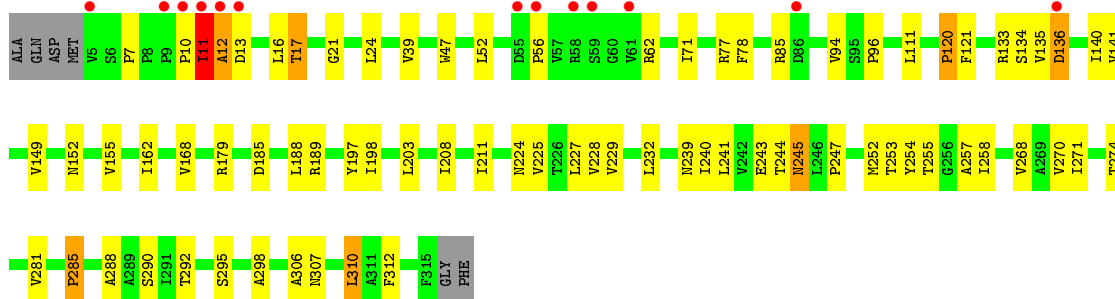 ALA GLN ASP MET V5 S6 P7 P8 P9 P10 I11 A12 D13 L16 T17 G21 L24 V39 W47 L52 D55 P56 V57 R58 S59 G60 V61 R62 I71 R77 F78 R85 D86 V94 S95 P96 L111 P120 F121 R133 S134 V135 D136 I140 V141
V149 N152 V155 I162 V168 R179 D185 L188 R189 Y197 I198 L203 I208 I211 N224 V225 T226 L227 V228 V229 L232 N239 I240 L241 V242 E243 T244 N245 L246 P247 M252 T253 Y254 T255 G256 A257 I258 V268 A269 V270 I271 T274
V281 P285 A288 A289 S290 I291 T292 S295 A298 A306 N307 L310 A311 F312 F315 GLY PHE